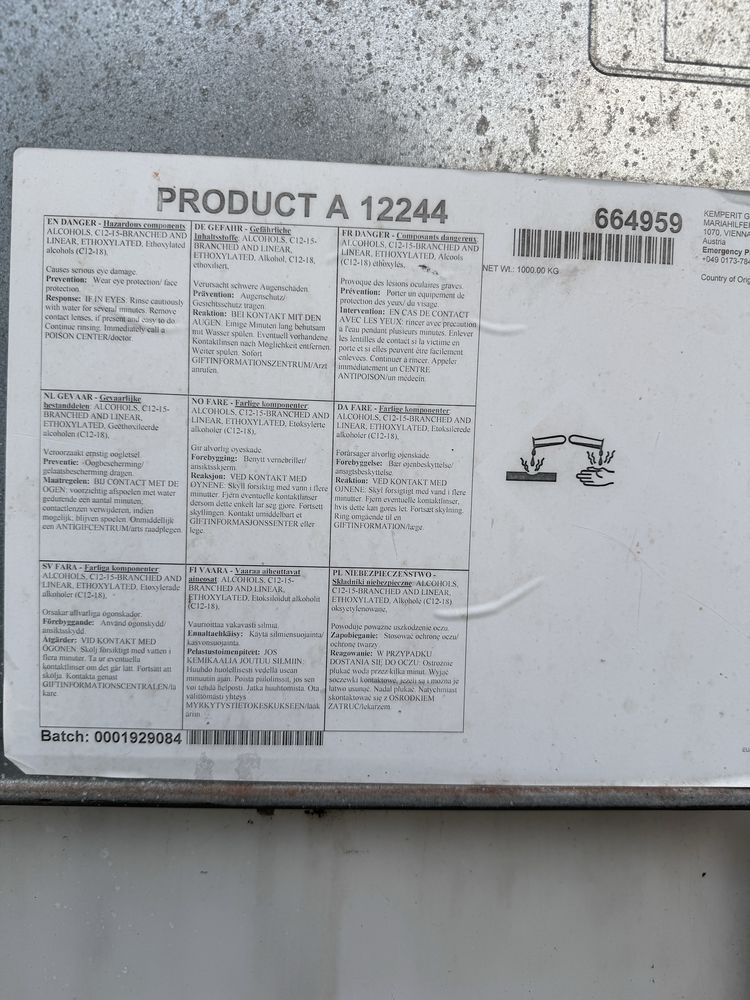 PRODUCT A 12244
664959
NET Wt.: 1000.00 KG
KEMPERIT G
MARIAHILFE
1070, VIENNA
Austria
Emergency P
+049 0173-784
Country of Orig
EN DANGER - Hazardous components
ALCOHOLS, C12-15-BRANCHED AND
LINEAR, ETHOXYLATED, Ethoxylated
alcohols (C12-18).
Causes serious eye damage.
Prevention: Wear eye protection/ face
protection.
Response: IF IN EYES: Rinse cautiously
with water for several minutes. Remove
contact lenses, if present and easy to do.
Continue rinsing. Immediately call a
POISON CENTER/doctor.
DE GEFAHR - Gefährliche
Inhaltsstoffe: ALCOHOLS, C12-15-
BRANCHED AND LINEAR,
ETHOXYLATED, Alkohol, C12-18,
ethoxiliert.
Verursacht schwere Augenschäden.
Prävention: Augenschutz/
Gesichtsschutz tragen.
Reaktion: BEI KONTAKT MIT DEN
AUGEN: Einige Minuten lang behutsam
mit Wasser spülen. Eventuell vorhandene
Kontaktlinsen nach Möglichkeit entfernen.
Weiter spülen. Sofort
GIFTINFORMATIONSZENTRUM/Arzt
anrufen.
FR DANGER - Composants dangereux:
ALCOHOLS, C12-15-BRANCHED AND
LINEAR, ETHOXYLATED, Alcools
(C12-18) ethoxyles.
Provoque des lésions oculaires graves.
Prévention: Porter un équipement de
protection des yeux/ du visage.
Intervention: EN CAS DE CONTACT
AVEC LES YEUX: rincer avec précaution
à l'eau pendant plusieurs minutes. Enlever
les lentilles de contact si la victime en
porte et si elles peuvent être facilement
enlevées. Continuer à rincer. Appeler
immédiatement un CENTRE
ANTIPOISON/un médecin.
NL GEVAAR - Gevaarlijke
bestanddelen: ALCOHOLS, C12-15-
BRANCHED AND LINEAR,
ETHOXYLATED, Geethoxileerde
alcoholen (C12-18).
Veroorzaakt ernstig oogletsel
Preventie: -Oogbescherming/
gelaatsbescherming dragen.
Maatregelen: BIJ CONTACT MET DE
OGEN: voorzichtig afspoelen met water
gedurende een aantal minuten;
contactlenzen verwijderen, indien
mogelijk; blijven spoelen. Onmiddellijk
een ANTIGIFCENTRUM/arts raadplegen.
NO FARE - Farlige komponenter
ALCOHOLS, C12-15-BRANCHED AND
LINEAR, ETHOXYLATED, Etoksylerte
alkoholer (C12-18).
Gir alvorlig øyeskade.
Forebygging: Benytt vernebriller/
ansiktsskjerm.
Reaksjon: VED KONTAKT MED
ØYNENE: Skyll forsiktig med vann i flere
minutter. Fjern eventuelle kontaktlinser
dersom dette enkelt lar seg gjøre. Fortsett
skyllingen. Kontakt umiddelbart et
GIFTINFORMASJONSSENTER eller
lege.
DA FARE - Farlige komponenter
ALCOHOLS, C12-15-BRANCHED AND
LINEAR, ETHOXYLATED, Etoksilerede
alkoholer (C12-18).
Forårsager alvorlig øjenskade.
Forebyggelse: Bær øjenbeskyttelse/
ansigtsbeskyttelse.
Reaktion: VED KONTAKT MED
ØJNENE: Skyl forsigtigt med vand i flere
minutter. Fjern eventuelle kontaktlinser,
hvis dette kan gøres let. Fortsæt skylning.
Ring omgående til en
GIFTINFORMATION/læge.
SV FARA - Farliga komponenter
ALCOHOLS, C12-15-BRANCHED AND
LINEAR, ETHOXYLATED, Etoxylerade
alkoholer (C12-18).
Orsakar allvarliga ögonskador.
Förebyggande: Använd ögonskydd/
ansiktsskydd.
Åtgärder: VID KONTAKT MED
ÖGONEN: Skölj försiktigt med vatten i
flera minuter. Ta ur eventuella
kontaktlinser om det går lätt. Fortsätt att
skölja. Kontakta genast
GIFTINFORMATIONSCENTRALEN/lä
kare.
FI VAARA - Vaaraa aiheuttavat
aineosat: ALCOHOLS, C12-15-
BRANCHED AND LINEAR,
ETHOXYLATED, Etoksiloidut alkoholit
(C12-18).
Vaurioittaa vakavasti silmiä.
Ennaltaehkäisy: Käytä silmiensuojainta/
kasvonsuojainta.
Pelastustoimenpiteet: JOS
KEMIKAALIA JOUTUU SILMIIN:
Huuhdo huolellisesti vedellä usean
minuutin ajan. Poista piilolinssit, jos sen
voi tehdä helposti. Jatka huuhtomista. Ota
välittömästi yhteys
MYRKYTYSTIETOKESKUKSEEN/lääk
äriin.
PL NIEBEZPIECZEŃSTWO -
Składniki niebezpieczne: ALCOHOLS,
C12-15-BRANCHED AND LINEAR,
ETHOXYLATED, Alkohole (C12-18)
oksyetylenowane.
Powoduje poważne uszkodzenie oczu.
Zapobieganie: Stosować ochronę oczu/
ochronę twarzy
Reagowanie: W PRZYPADKU
DOSTANIA SIĘ DO OCZU: Ostrożnie
płukać wodą przez kilka minut. Wyjąć
soczewki kontaktowe, jeżeli są i można je
łatwo usunąć. Nadal płukać. Natychmiast
skontaktować się z OŚRODKIEM
ZATRUĆ/lekarzem.
Batch: 0001929084